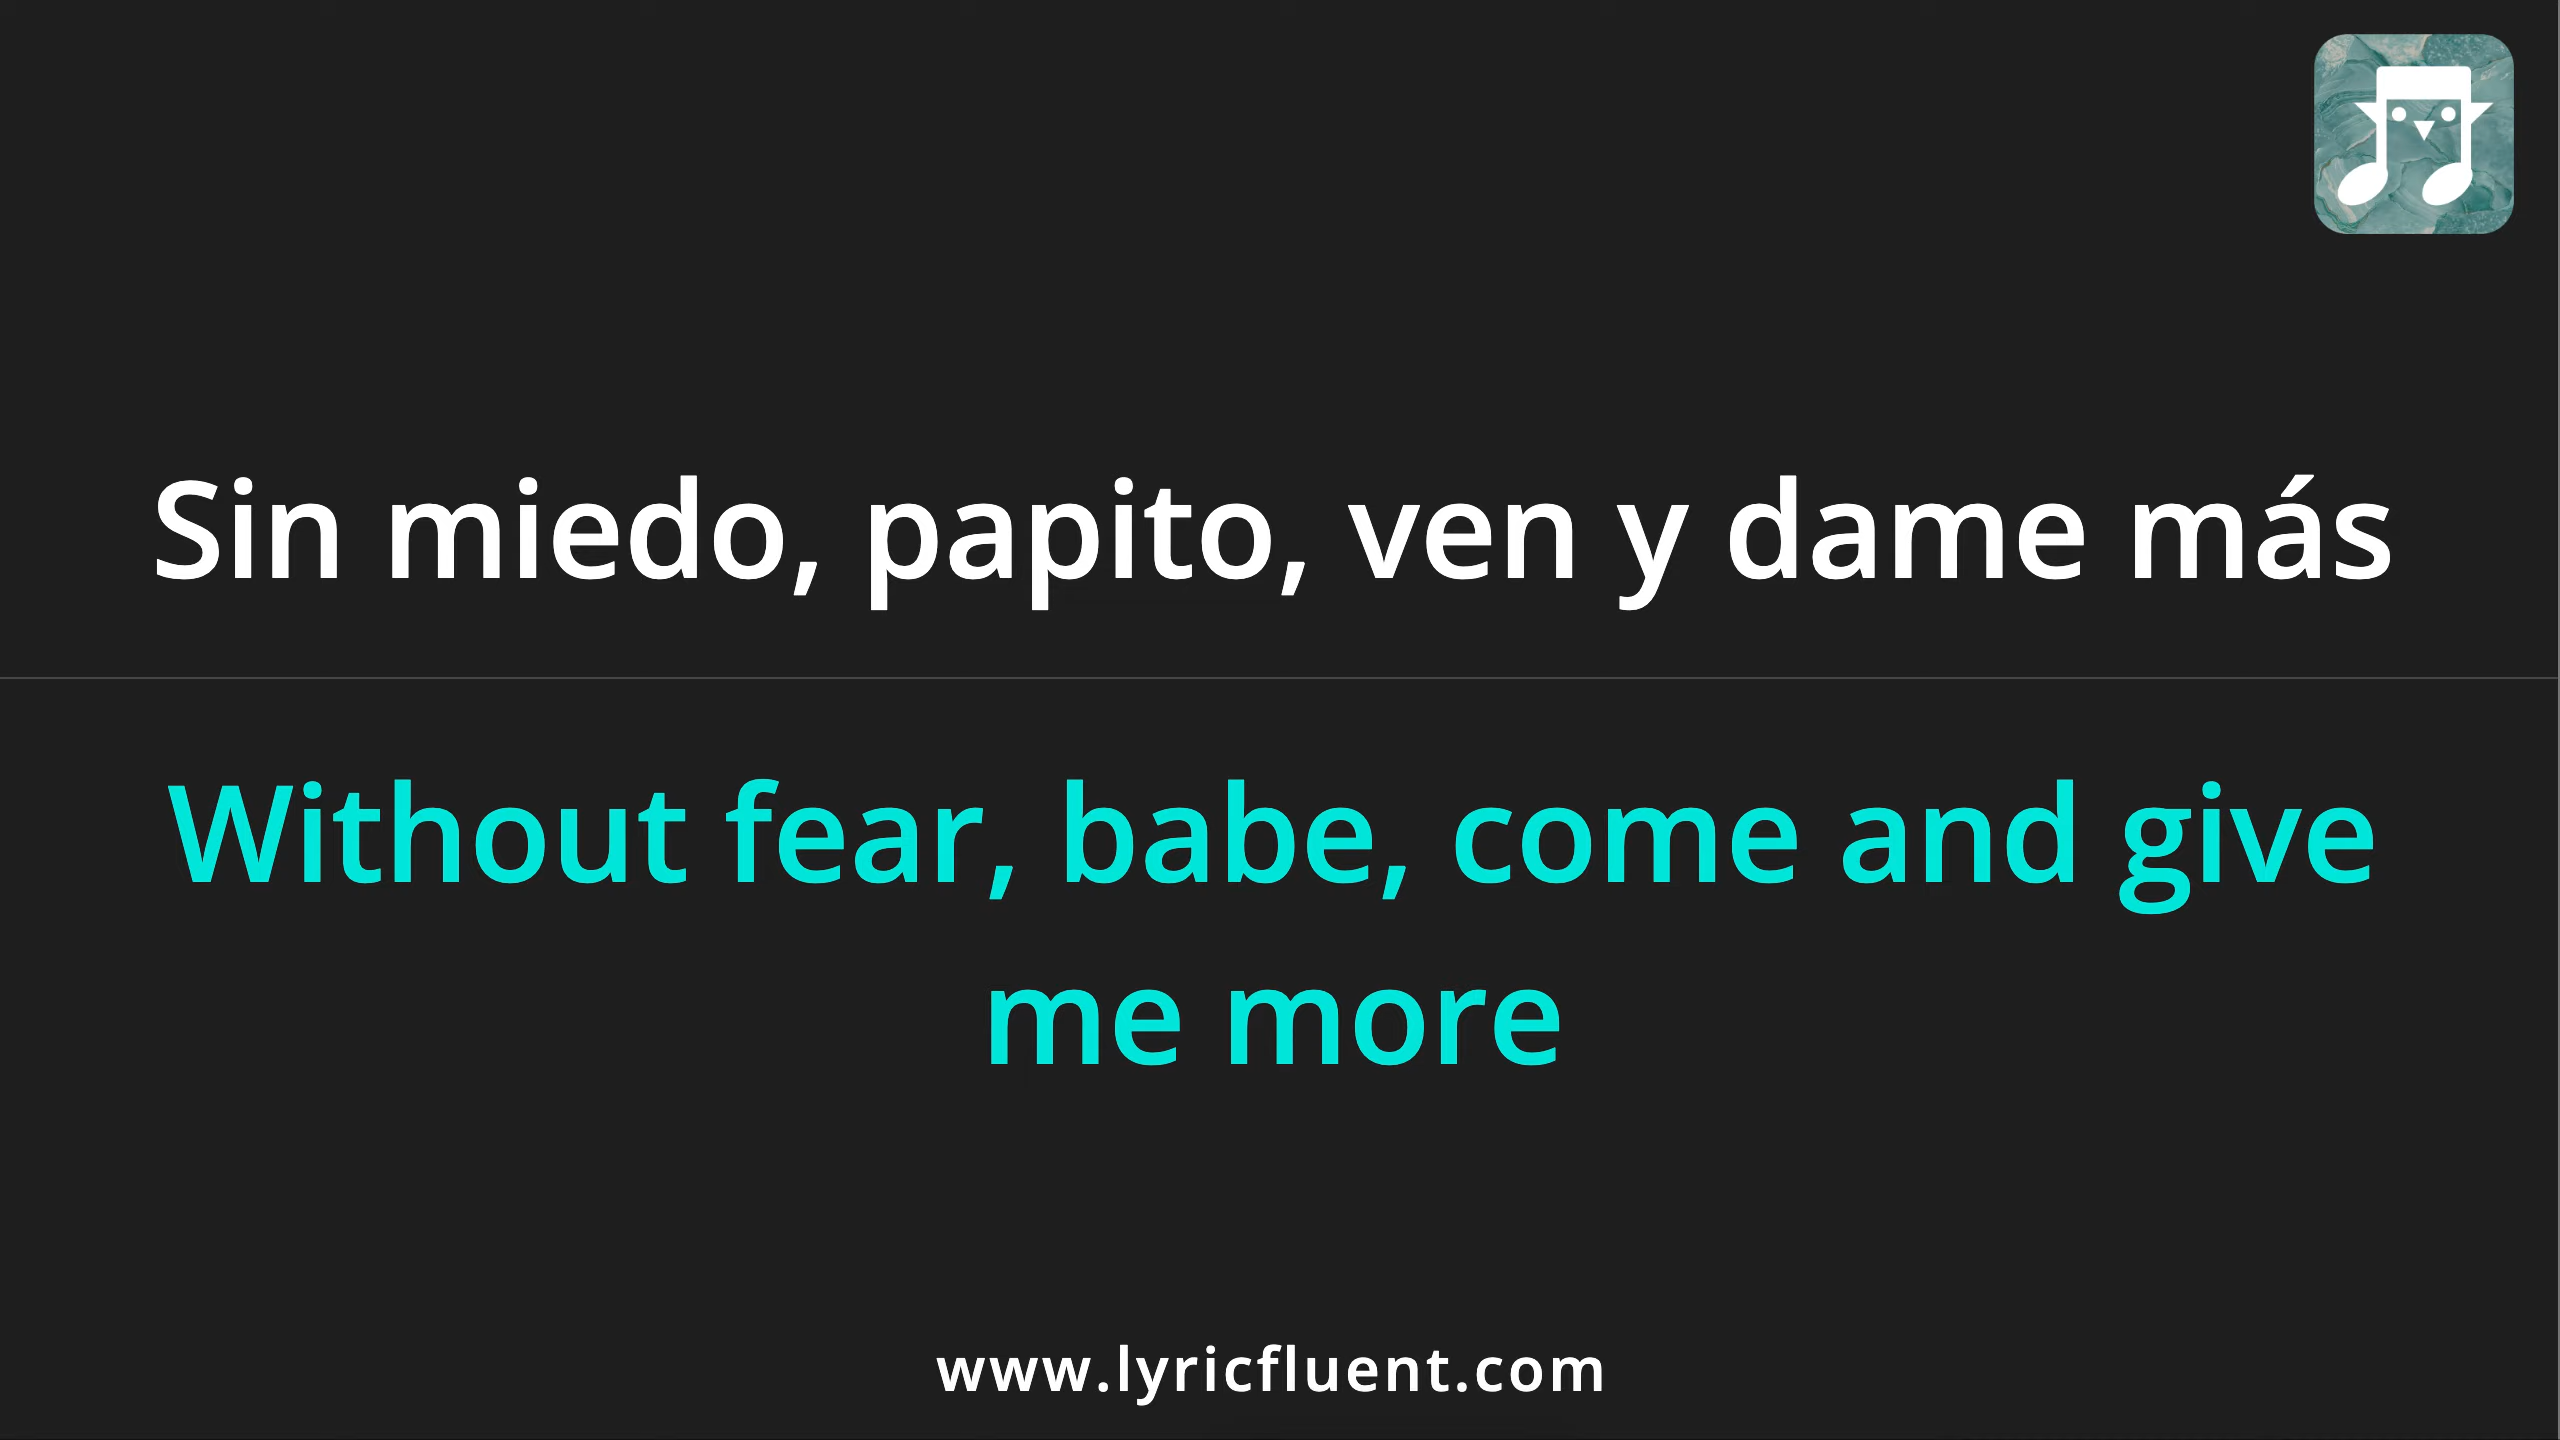 Sin miedo, papito, ven y dame más
Without fear, babe, come and give
me more
www.lyricfluent.com